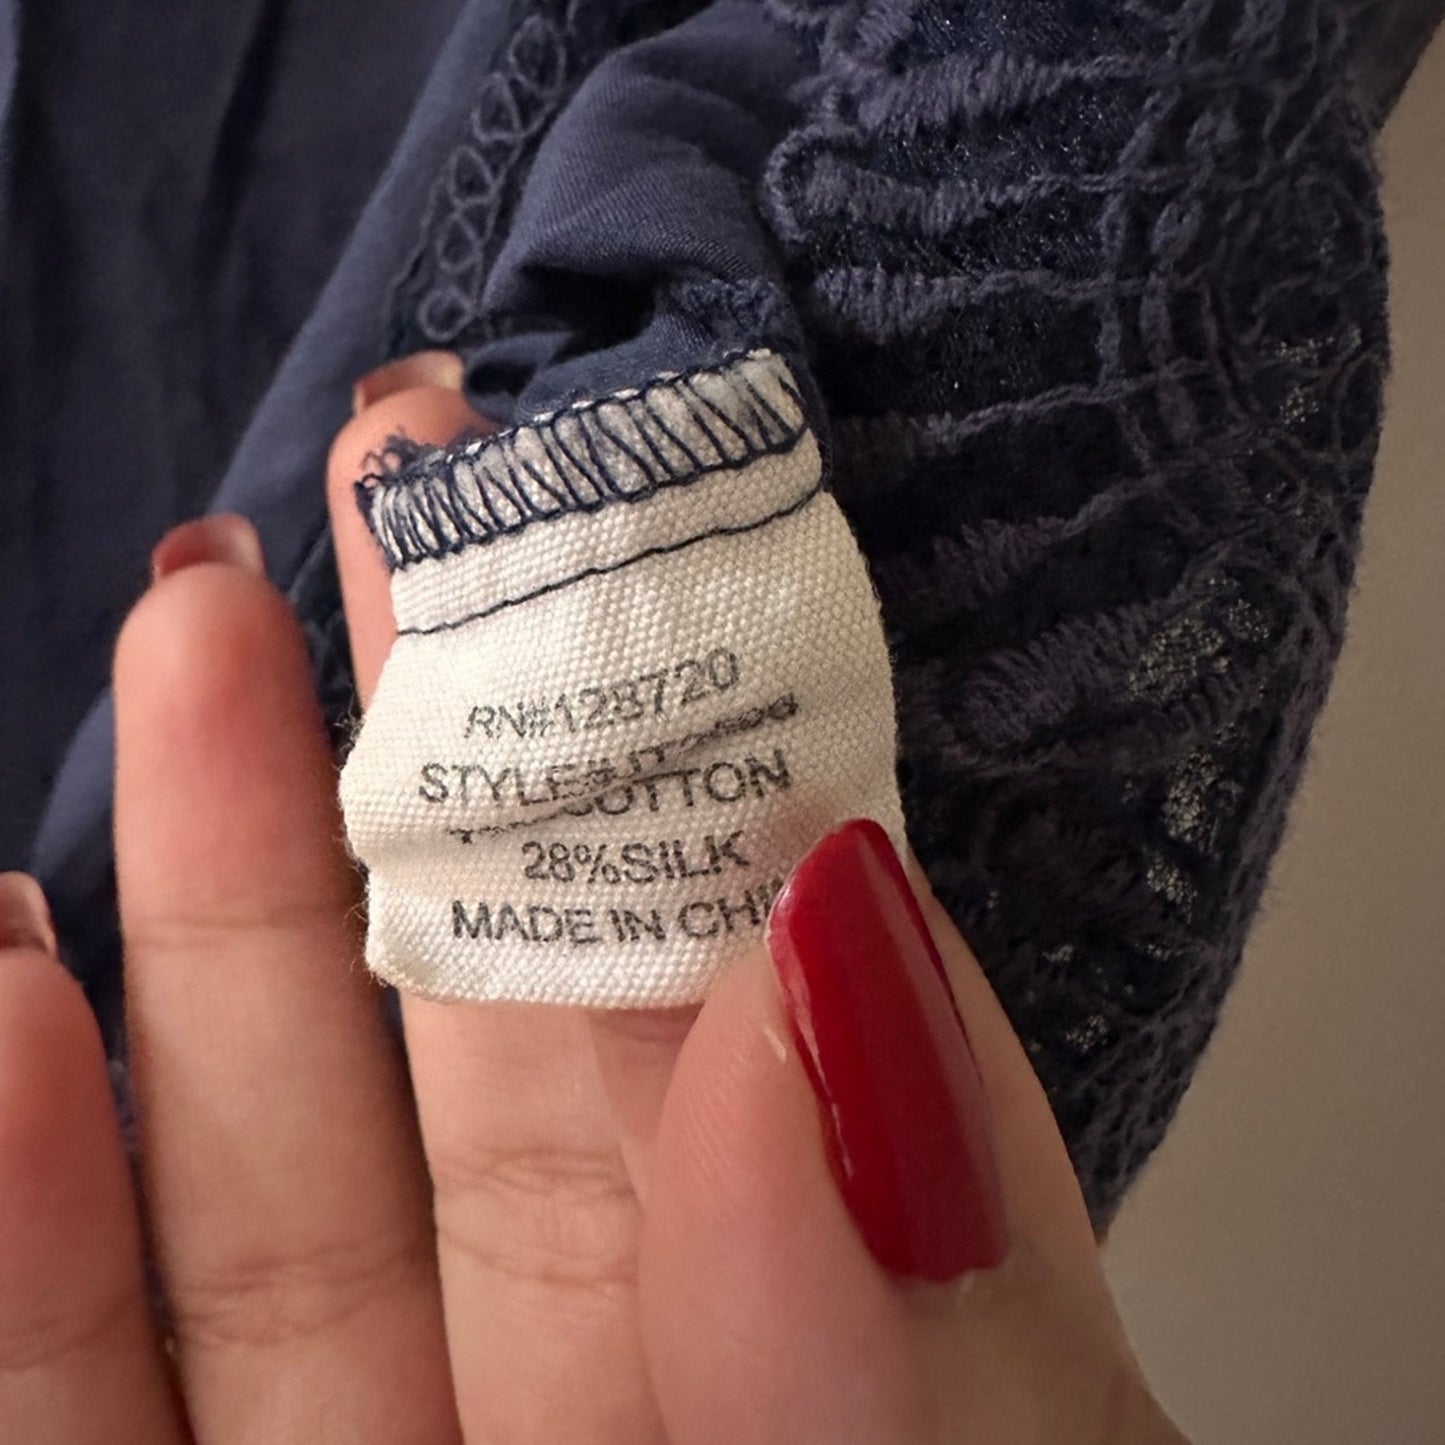 RN#128720
STYLE#
COTTON
28%SILK
MADE IN CHI